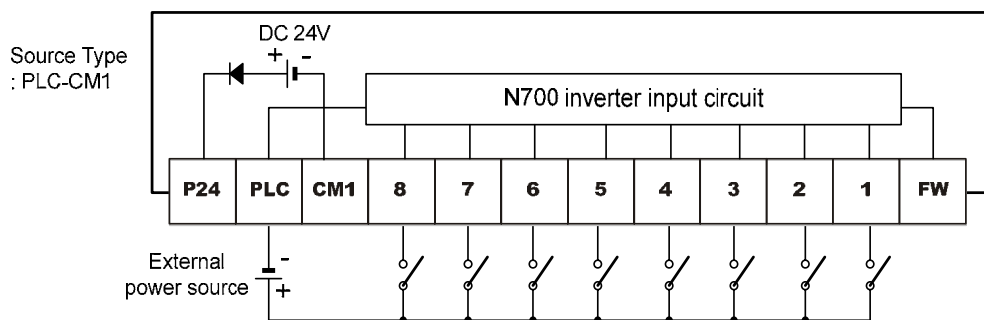 DC 24V
Source Type
: PLC-CM1
+ -
N700 inverter input circuit
P24 PLC CM1 8 7 6 5 4 3 2 1 FW
-
External
power source
+